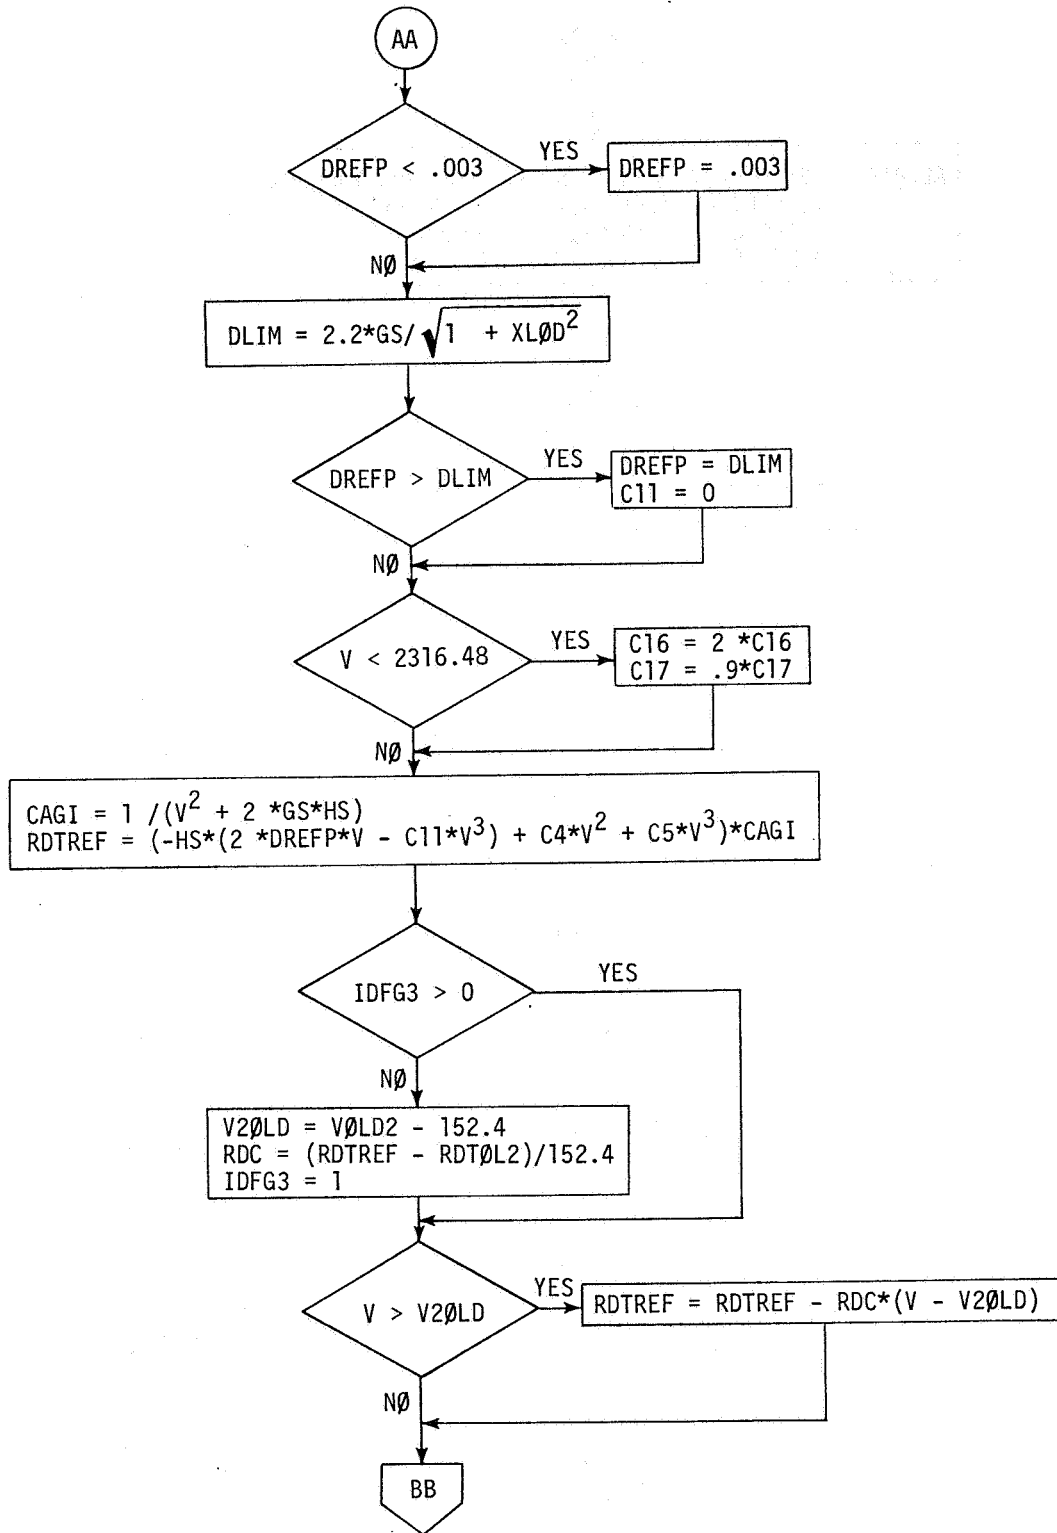 AA
DREFP < .003
YES
DREFP = .003
NØ
DLIM = 2.2*GS/√1 + XLØD²
DREFP > DLIM
YES
DREFP = DLIM
C11 = 0
NØ
V < 2316.48
YES
C16 = 2 *C16
C17 = .9*C17
NØ
CAGI = 1 /(V² + 2 *GS*HS)
RDTREF = (-HS*(2 *DREFP*V - C11*V³) + C4*V² + C5*V³)*CAGI
IDFG3 > 0
YES
NØ
V2ØLD = VØLD2 - 152.4
RDC = (RDTREF - RDTØL2)/152.4
IDFG3 = 1
V > V2ØLD
YES
RDTREF = RDTREF - RDC*(V - V2ØLD)
NØ
BB